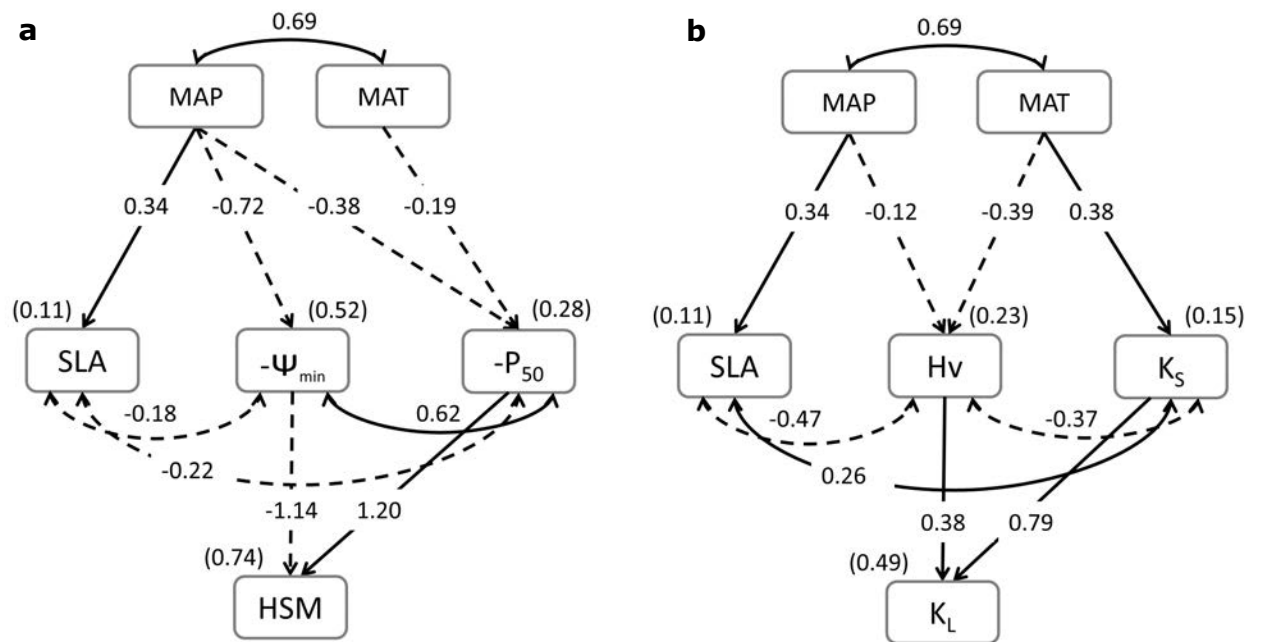 a
0.69
MAP
MAT
0.34
-0.72
-0.38
-0.19
(0.11)
(0.52)
(0.28)
SLA
-Ψmin
-P50
-0.18
0.62
-0.22
-1.14
1.20
(0.74)
HSM
b
0.69
MAP
MAT
0.34
-0.12
-0.39
0.38
(0.11)
(0.23)
(0.15)
SLA
Hv
KS
-0.47
-0.37
0.26
0.38
0.79
(0.49)
KL